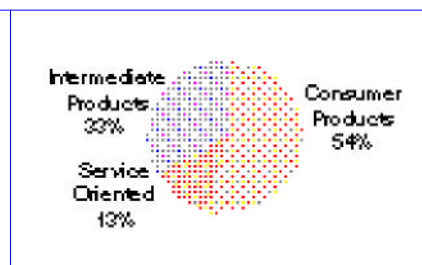 Intermediate
Products
33%
Consumer
Products
54%
Service
Oriented
13%